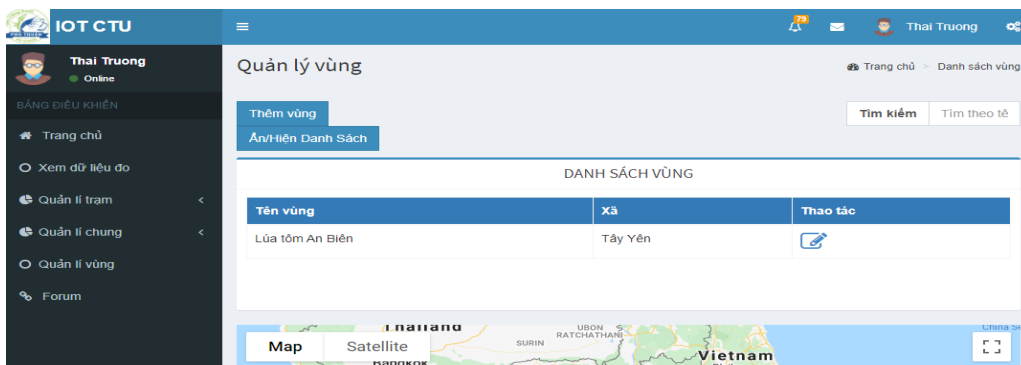 IOT CTU
79
Thai Truong
Thai Truong
Online
BẢNG ĐIỀU KHIỂN
Trang chủ
Xem dữ liệu đo
Quản lí trạm
Quản lí chung
Quản lí vùng
Forum
Quản lý vùng
Trang chủ > Danh sách vùng
Thêm vùng
Ẩn/Hiện Danh Sách
Tìm kiếm
Tìm theo tê
DANH SÁCH VÙNG
Tên vùng Xã Thao tác
Lúa tôm An Biên Tây Yên
Thailand
UBON
RATCHATHANI
SURIN
China Se
Map Satellite
Vietnam
Bangkok